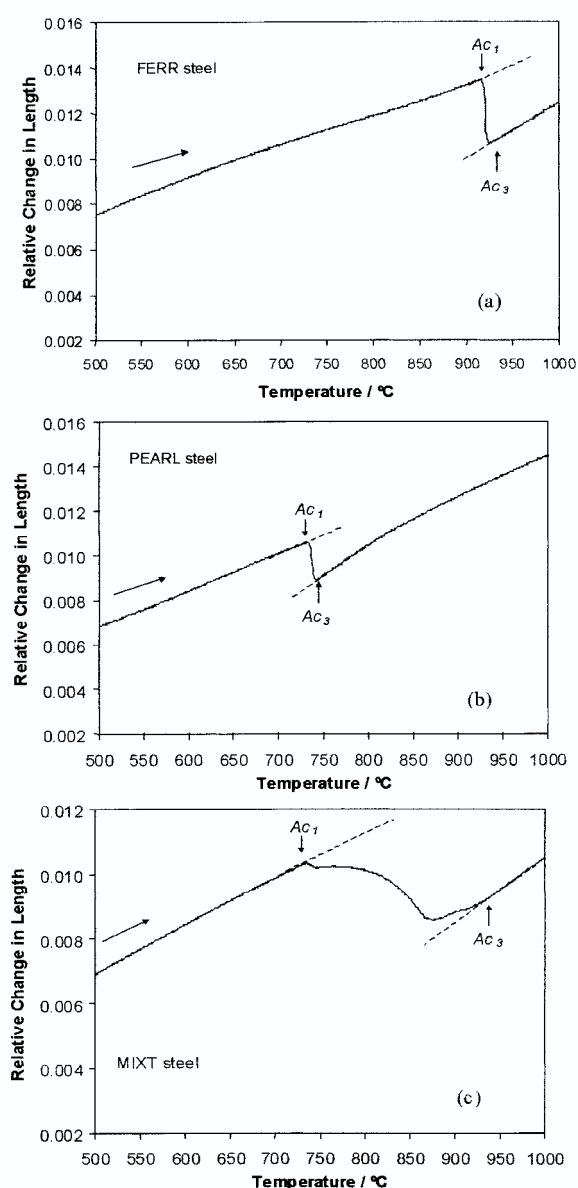 0.016
0.014
0.012
0.010
0.008
0.006
0.004
0.002
Relative Change in Length
FERR steel
Ac1
Ac3
(a)
500 550 600 650 700 750 800 850 900 950 1000
Temperature / ºC
0.016
0.014
0.012
0.010
0.008
0.006
0.004
0.002
Relative Change in Length
PEARL steel
Ac1
Ac3
(b)
500 550 600 650 700 750 800 850 900 950 1000
Temperature / ºC
0.012
0.010
0.008
0.006
0.004
0.002
Relative Change in Length
Ac1
Ac3
MIXT steel
(c)
500 550 600 650 700 750 800 850 900 950 1000
Temperature / ºC